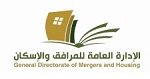 الإدارة العامة للمرافق والإسكان
General Directorate of Mergers and Housing